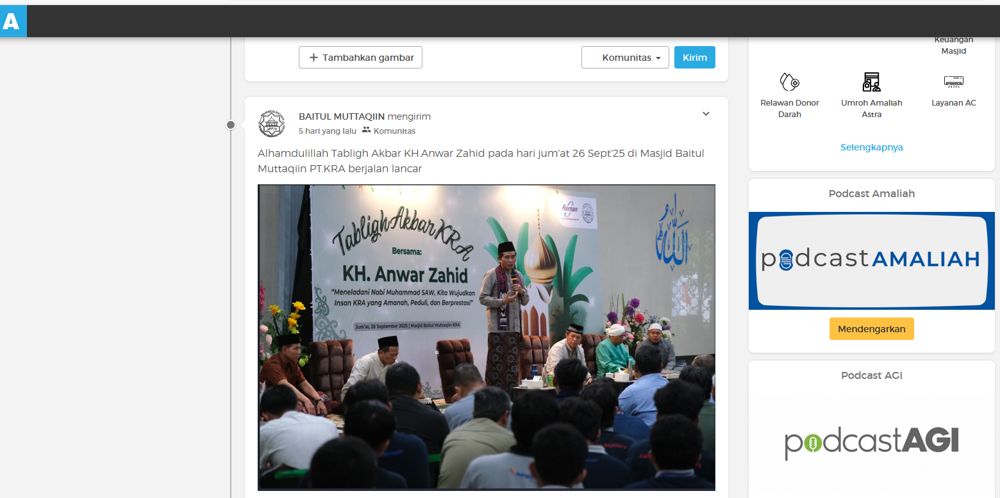 A
Tambahkan gambar
Komunitas
Kirim
BAITUL MUTTAQIIN mengirim
5 hari yang lalu Komunitas
Alhamdulillah Tabligh Akbar KH.Anwar Zahid pada hari jum'at 26 Sept'25 di Masjid Baitul
Muttaqiin PT.KRA berjalan lancar
Reman
Tabligh Akbar KRA
Bersama:
KH. Anwar Zahid
"Meneladani Nabi Muhammad SAW, Kita Wujudkan
Insan KRA yang Amanah, Peduli, dan Berprestasi"
Jum'at, 26 September 2025 | Masjid Baitul Muttaqiin KRA
الله
Keuangan
Masjid
Relawan Donor
Darah
Umroh Amaliah
Astra
Layanan AC
Selengkapnya
Podcast Amaliah
podcast AMALIAH
Mendengarkan
Podcast AGI
podcastAGI